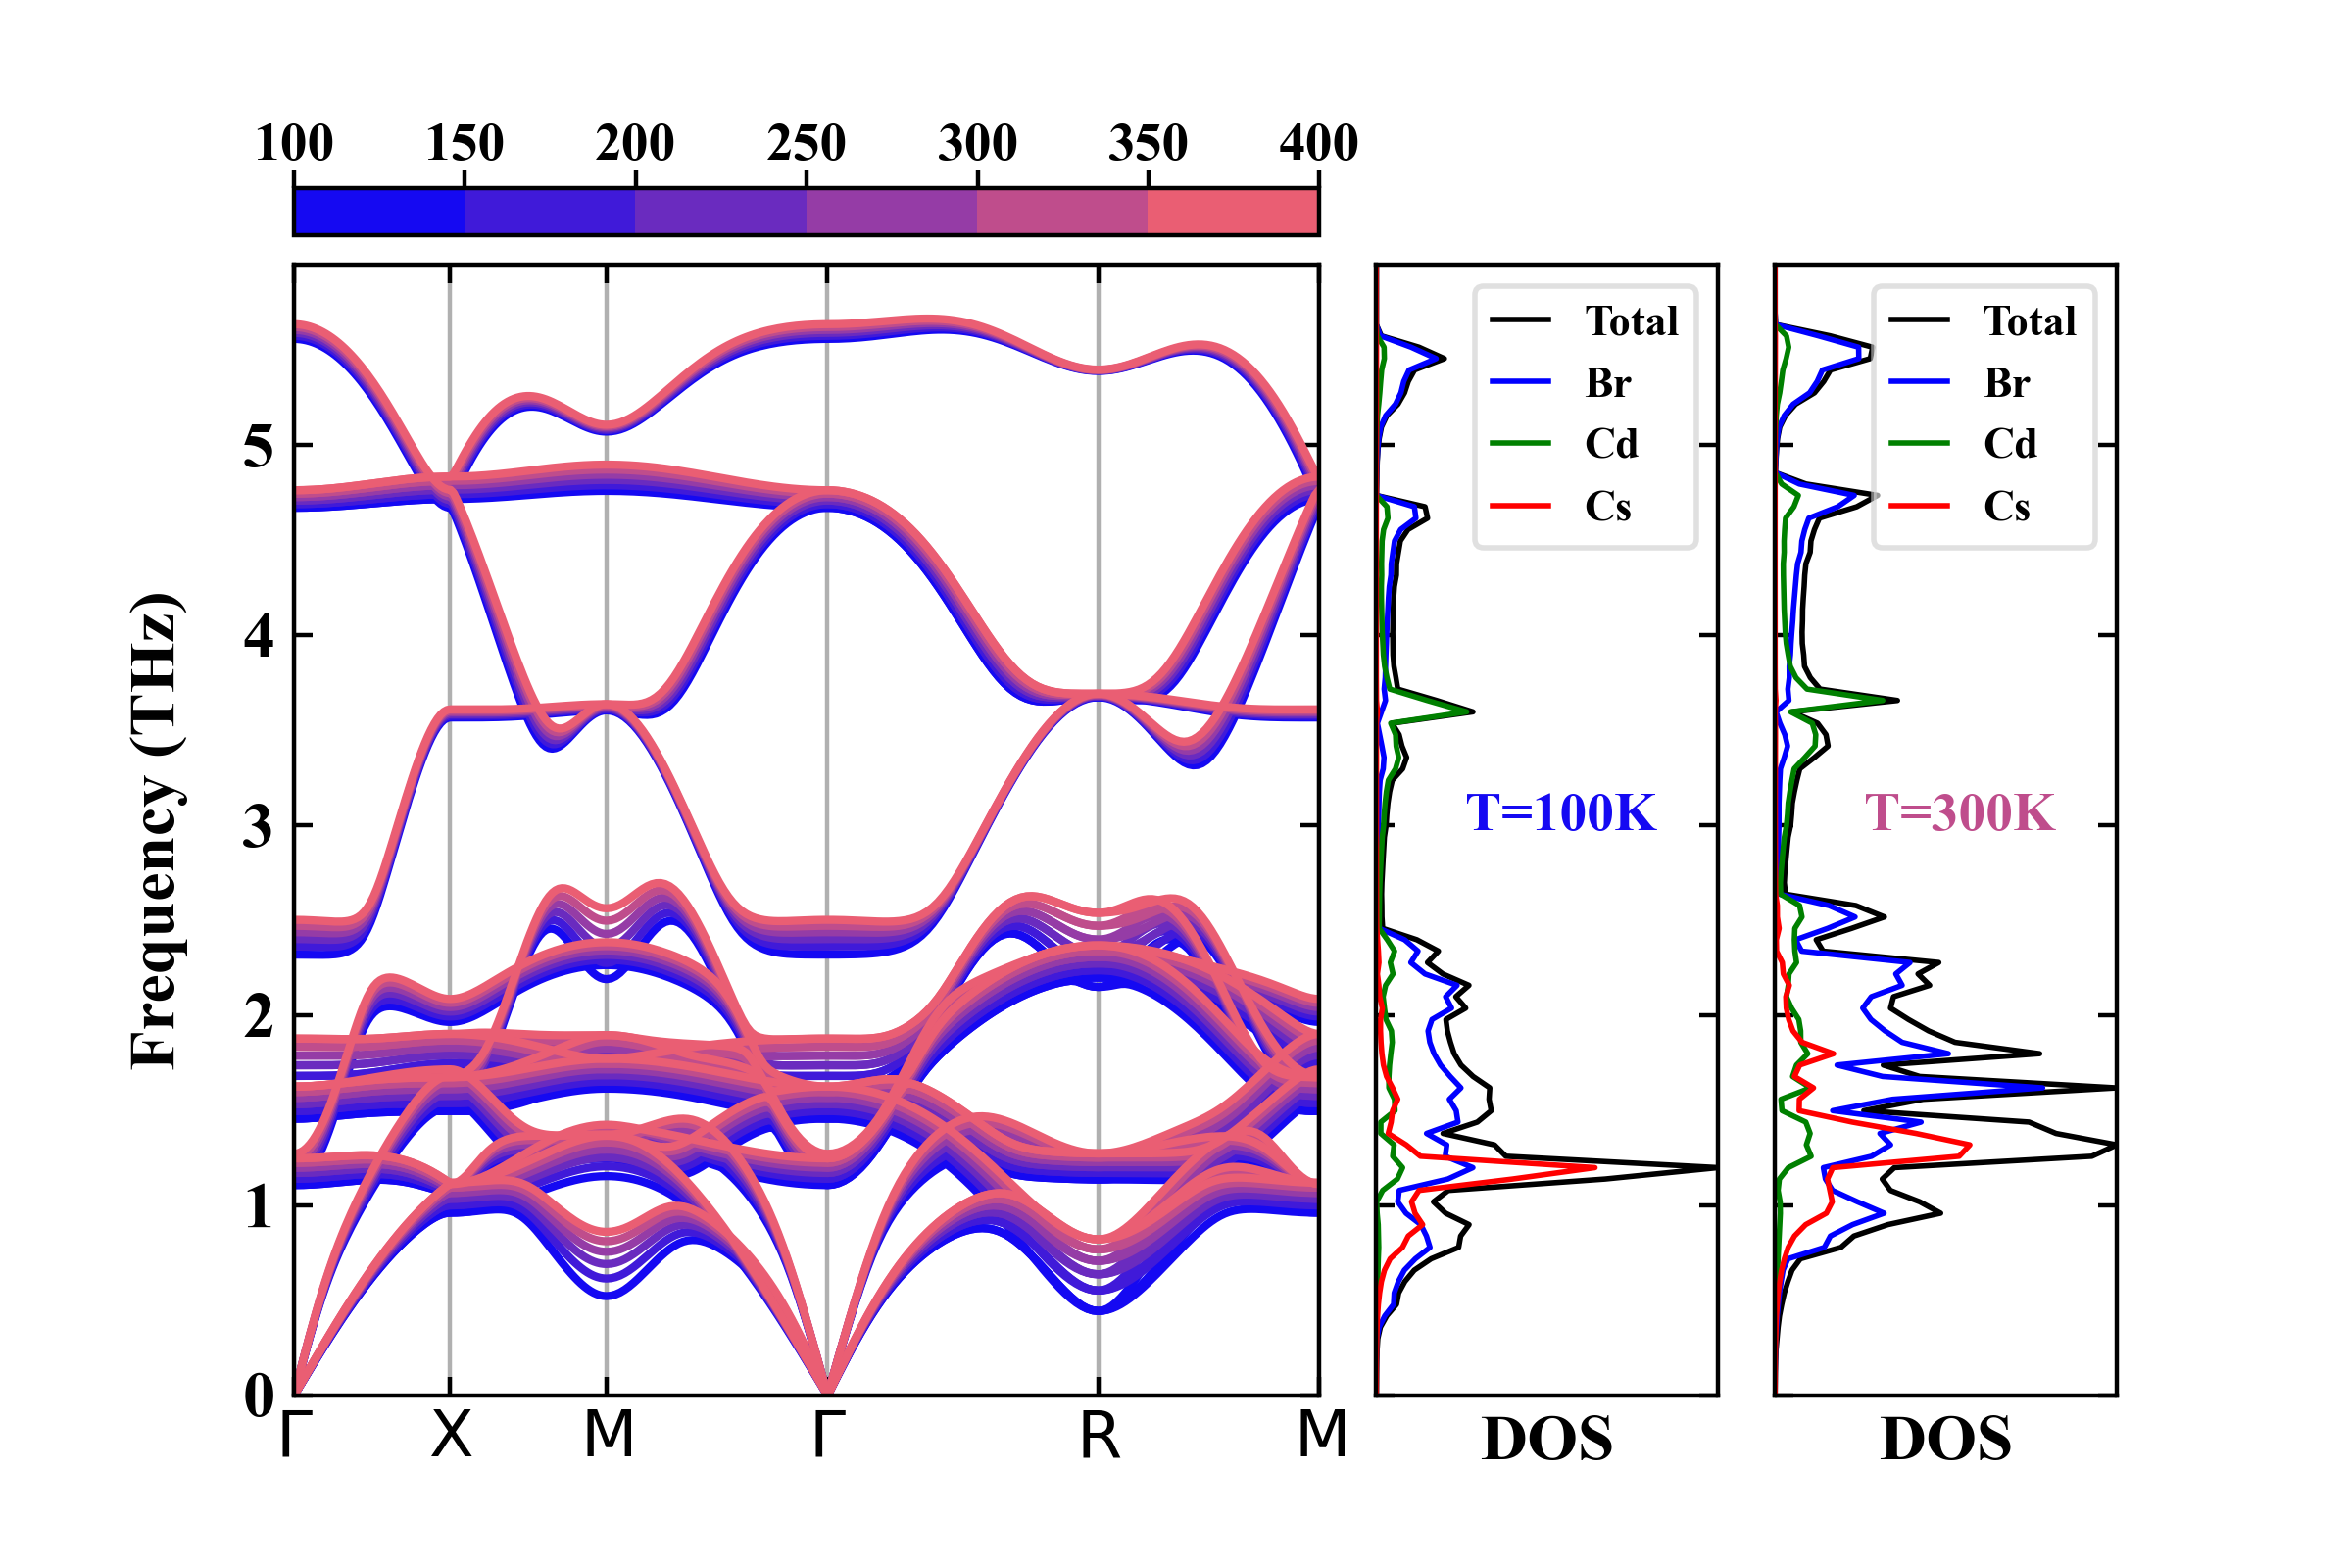 100 150 200 250 300 350 400
Frequency (THz)
5
4
3
2
1
0
Γ X M Γ R M
Total
Br
Cd
Cs
T=100K
DOS
Total
Br
Cd
Cs
T=300K
DOS